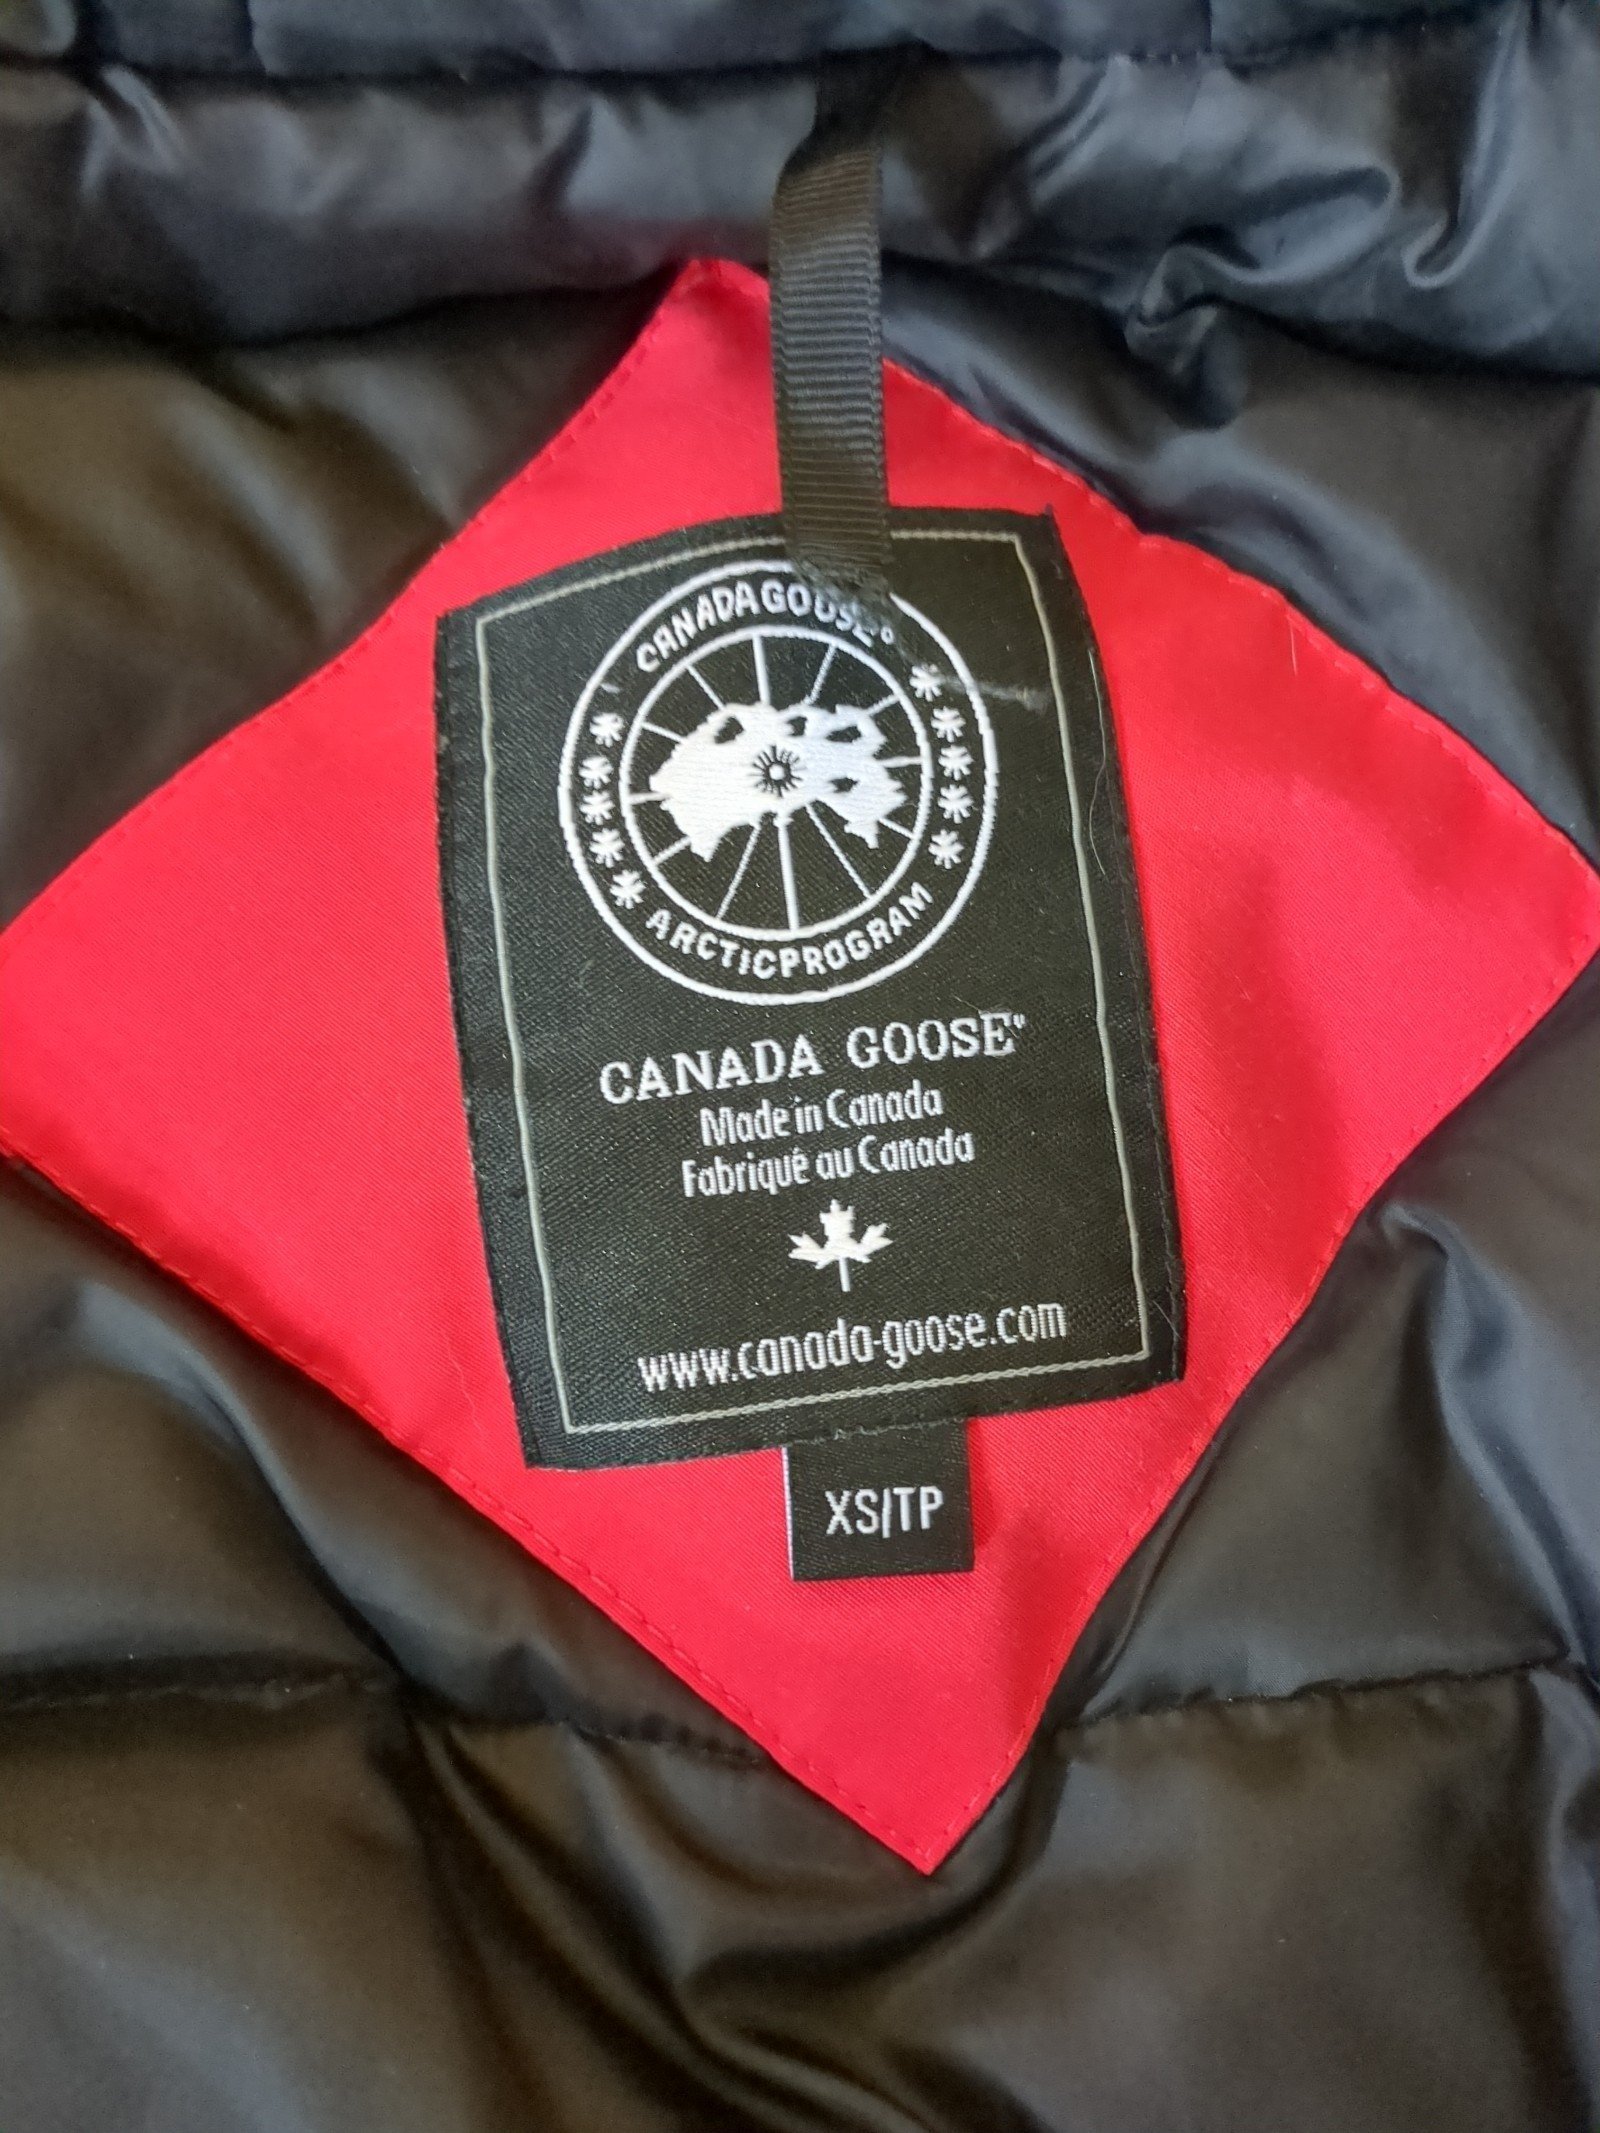 CANADA GOOSE®
ARCTIC PROGRAM
CANADA GOOSE®
Made in Canada
Fabriqué au Canada
www.canada-goose.com
XS/TP